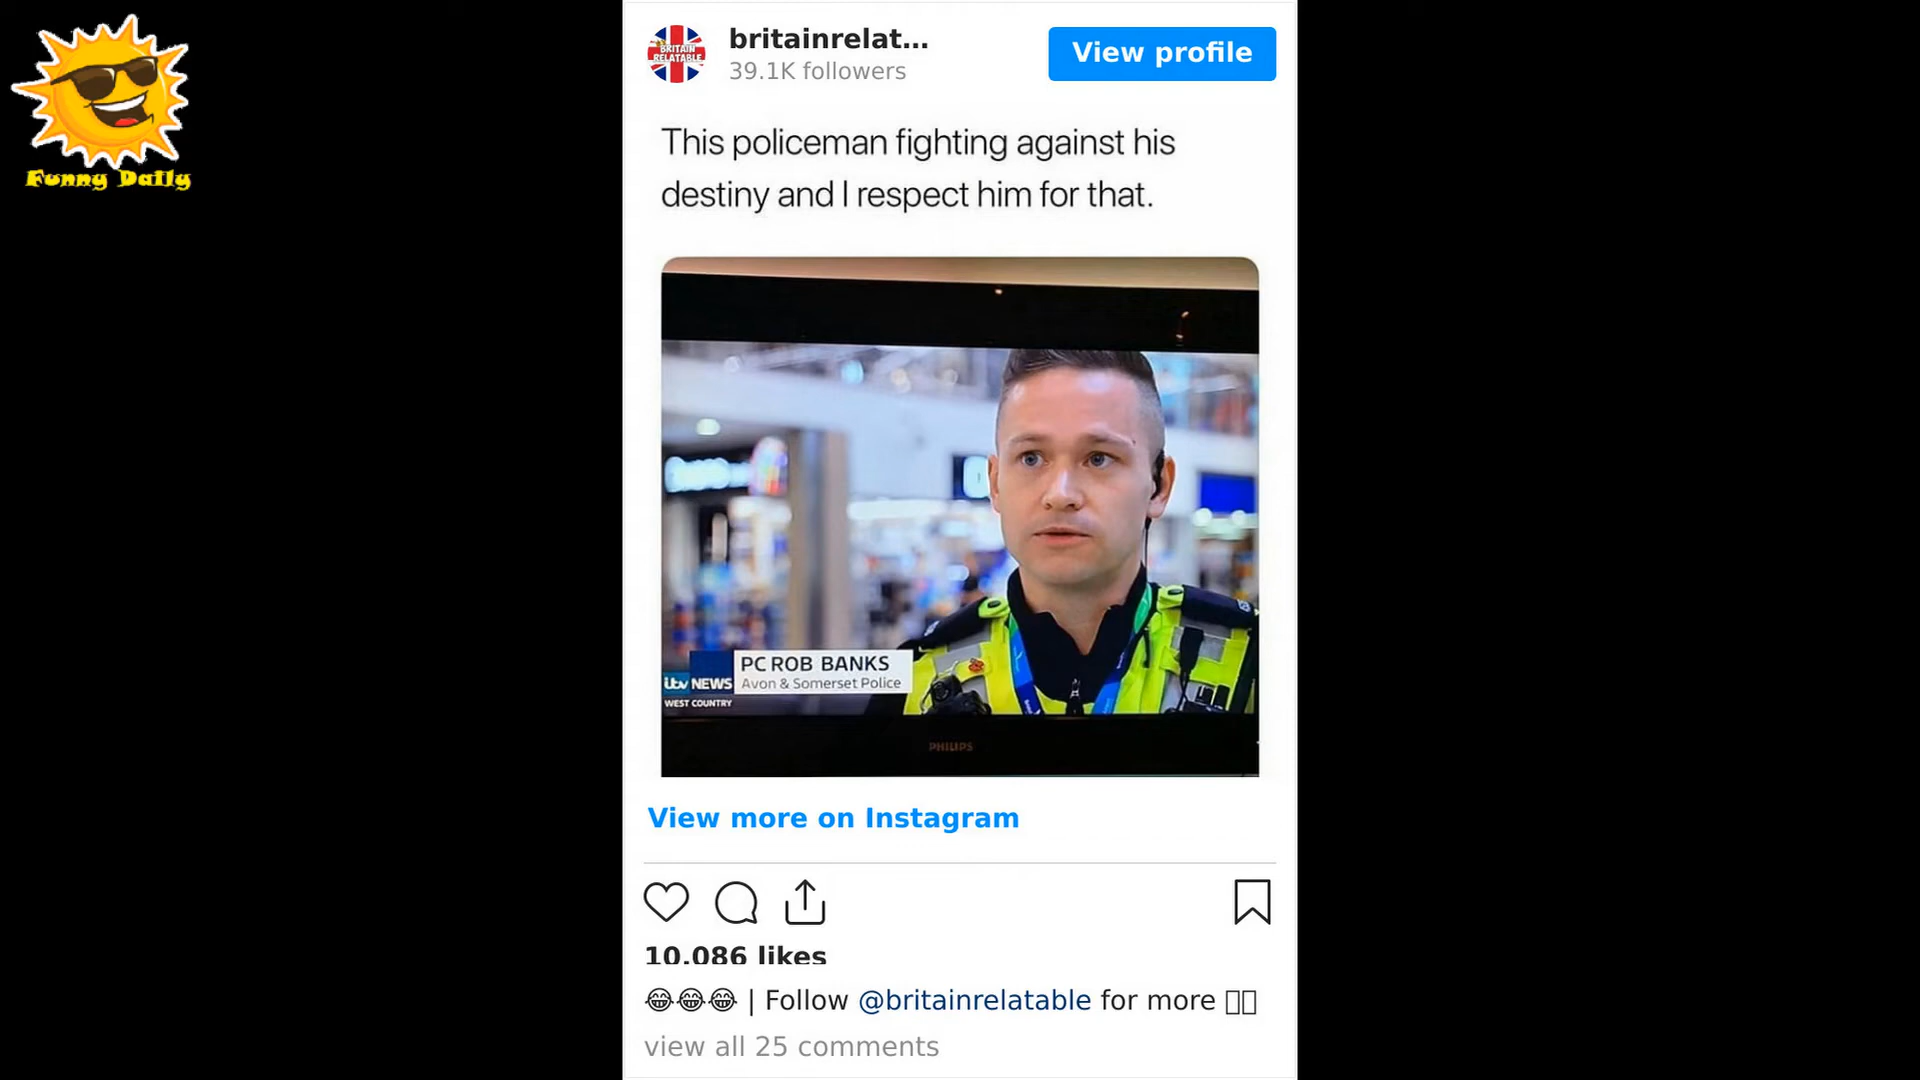 Funny Daily
BRITAIN
RELATABLE
britainrelat...
39.1K followers
View profile
This policeman fighting against his
destiny and I respect him for that.
PC ROB BANKS
Avon & Somerset Police
itv NEWS
WEST COUNTRY
PHILIPS
View more on Instagram
10,086 likes
😂😂😂 | Follow @britainrelatable for more
view all 25 comments